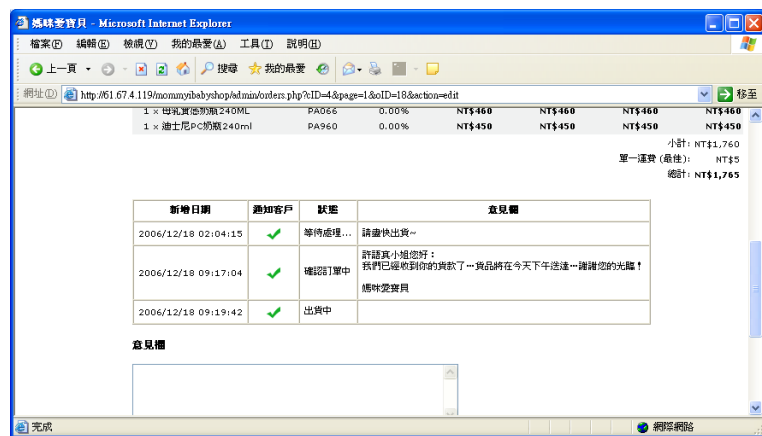 媽咪愛寶貝 - Microsoft Internet Explorer
檔案(F) 編輯(E) 檢視(V) 我的最愛(A) 工具(T) 說明(H)
上一頁 搜尋 我的最愛
網址(D) http://61.67.4.119/mommyibabyshop/admin/orders.php?cID=4&page=1&oID=18&action=edit 移至
1 x 母乳實感奶瓶240ML PA066 0.00% NT$460 NT$460 NT$460 NT$460
1 x 迪士尼PC奶瓶240ml PA960 0.00% NT$450 NT$450 NT$450 NT$450
小計: NT$1,760
單一運費 (最佳): NT$5
總計: NT$1,765
新增日期 通知客戶 狀態 意見欄
2006/12/18 02:04:15 等待處理... 請盡快出貨~
2006/12/18 09:17:04 確認訂單中 許語真小姐您好：
我們已經收到你的貨款了…貨品將在今天下午送達…謝謝您的光臨！
媽咪愛寶貝
2006/12/18 09:19:42 出貨中
意見欄
完成 網際網路